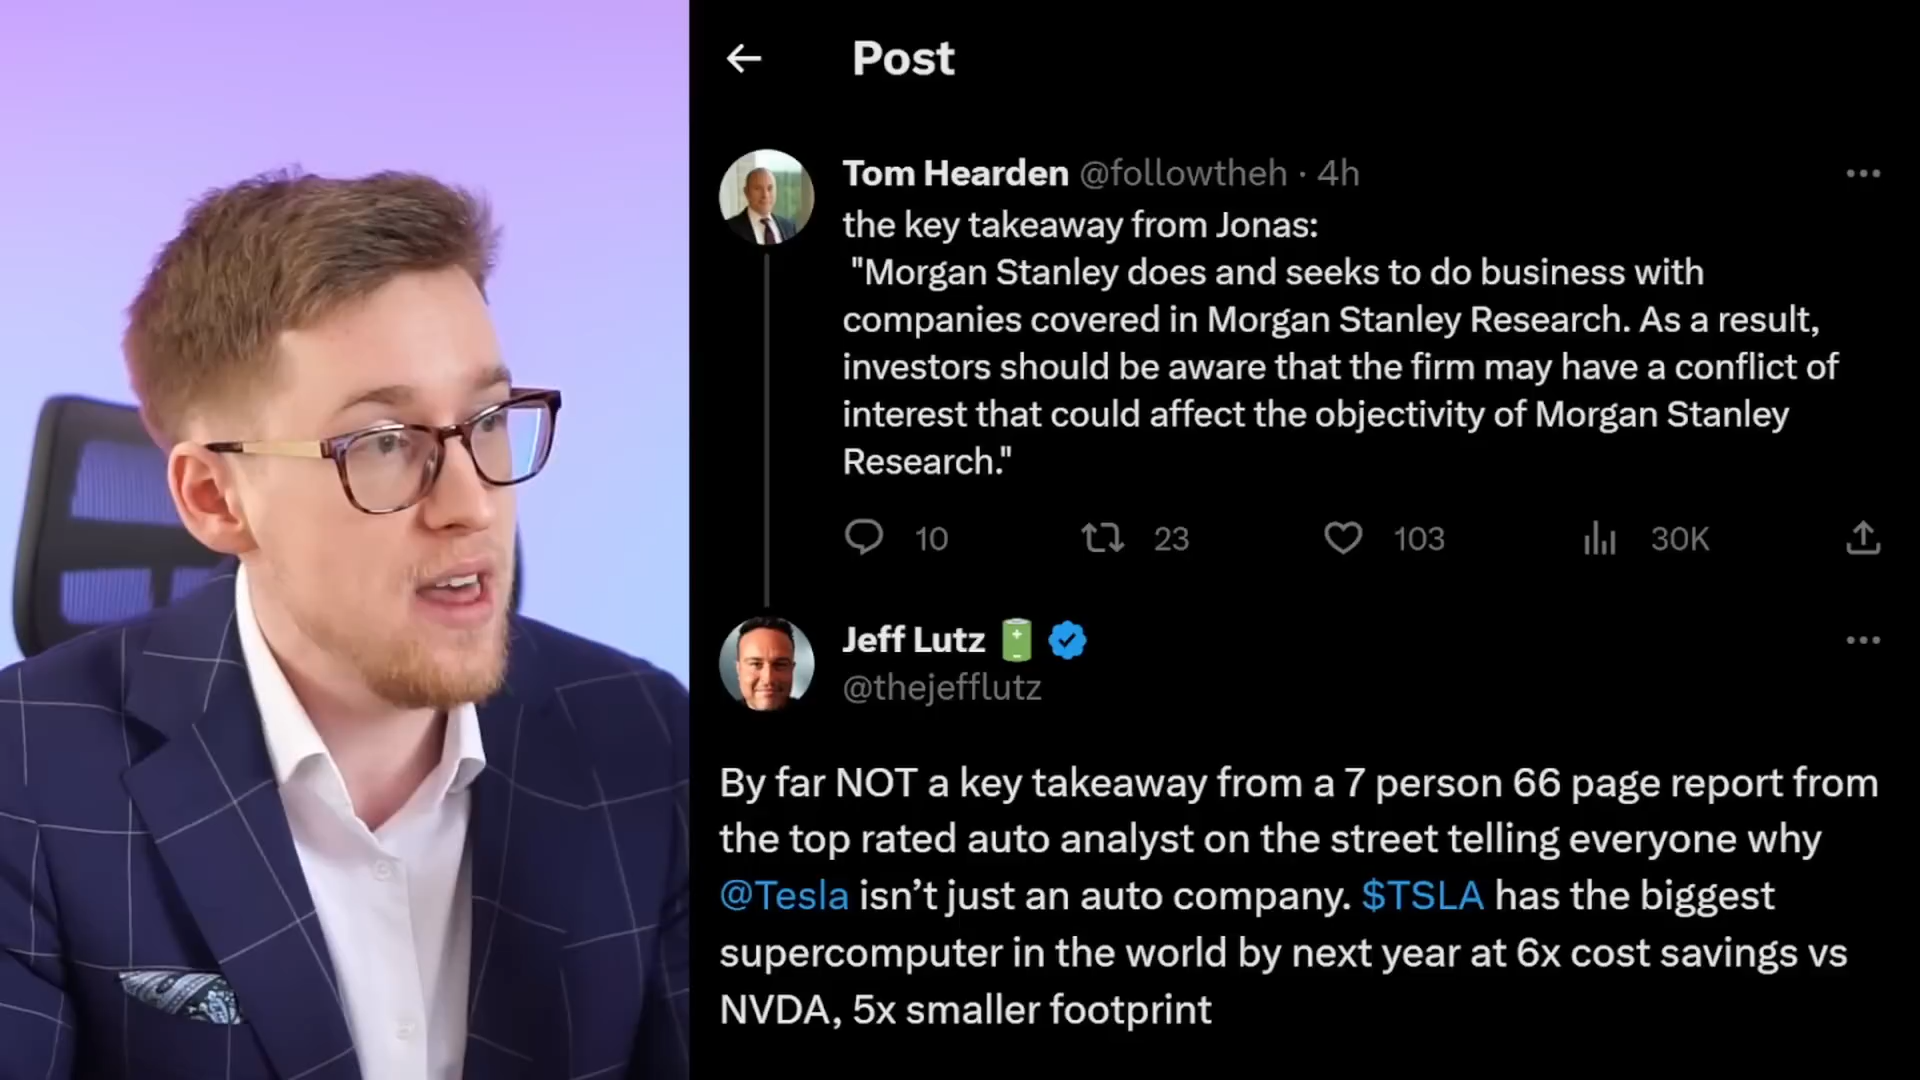 Post
Tom Hearden @followtheh · 4h
the key takeaway from Jonas:
"Morgan Stanley does and seeks to do business with
companies covered in Morgan Stanley Research. As a result,
investors should be aware that the firm may have a conflict of
interest that could affect the objectivity of Morgan Stanley
Research."
10 23 103 30K
Jeff Lutz
@thejefflutz
By far NOT a key takeaway from a 7 person 66 page report from
the top rated auto analyst on the street telling everyone why
@Tesla isn’t just an auto company. $TSLA has the biggest
supercomputer in the world by next year at 6x cost savings vs
NVDA, 5x smaller footprint